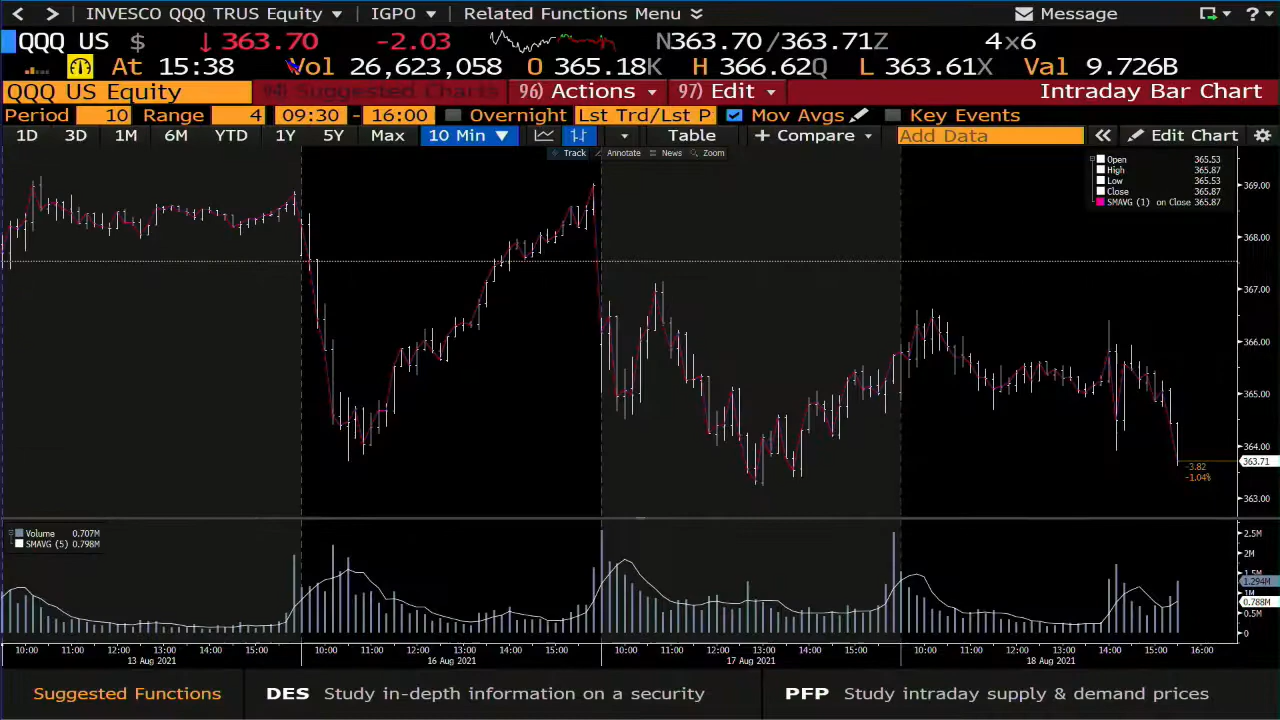 INVESCO QQQ TRUS Equity IGPO Related Functions Menu Message ?
QQQ US $ ↓ 363.70 -2.03 N363.70 / 363.71Z 4 x 6
At 15:38 Vol 26,623,058 O 365.18K H 366.62Q L 363.61X Val 9.726B
QQQ US Equity 94) Suggested Charts 96) Actions 97) Edit Intraday Bar Chart
Period 10 Range 4 09:30 - 16:00 Overnight Lst Trd/Lst P Mov Avgs Key Events
1D 3D 1M 6M YTD 1Y 5Y Max 10 Min ▼ Table + Compare Add Data « Edit Chart
Track Annotate News Zoom
Open 365.53
High 365.87
Low 365.53
Close 365.87
SMAVG (1) on Close 365.87
369.00
368.00
367.00
366.00
365.00
364.00
363.71
-3.82
-1.04%
363.00
Volume 0.707M
SMAVG (5) 0.798M
2.5M
2M
1.5M
1.294M
1M
0.788M
0.5M
0
10:00 11:00 12:00 13:00 14:00 15:00 10:00 11:00 12:00 13:00 14:00 15:00 10:00 11:00 12:00 13:00 14:00 15:00 10:00 11:00 12:00 13:00 14:00 15:00 16:00
13 Aug 2021 16 Aug 2021 17 Aug 2021 18 Aug 2021
Suggested Functions DES Study in-depth information on a security PFP Study intraday supply & demand prices